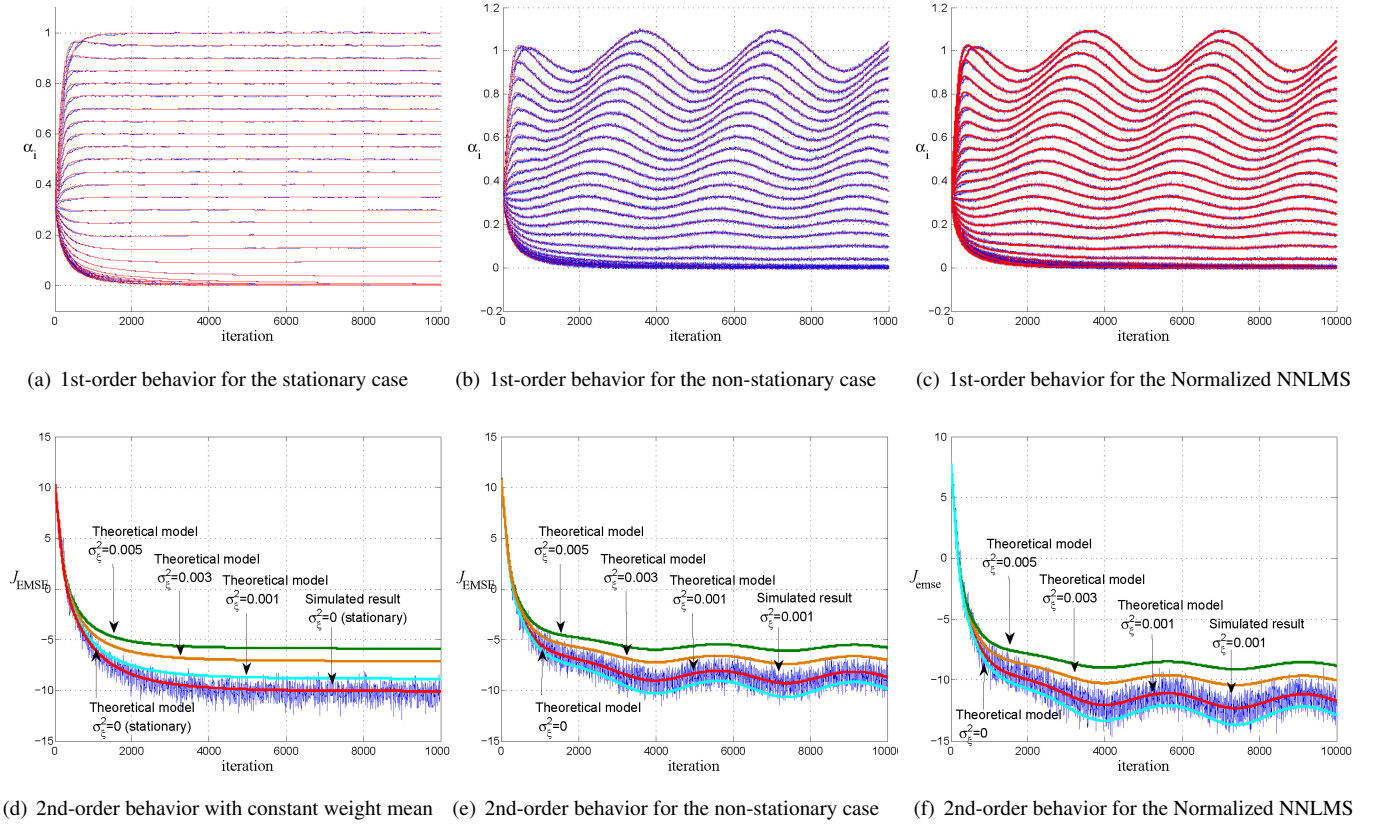 1
0.8
0.6
αi
0.4
0.2
0
0
2000
4000
6000
8000
1000
iteration
(a) 1st-order behavior for the stationary case
1.2
1
0.8
0.6
αi
0.4
0.2
0
−0.2
0
2000
4000
6000
8000
1000
iteration
(b) 1st-order behavior for the non-stationary case
1.2
1
0.8
0.6
αi
0.4
0.2
0
−0.2
0
2000
4000
6000
8000
10000
iteration
(c) 1st-order behavior for the Normalized NNLMS
15
10
5
JEMSE
0
−5
−10
−15
0
2000
4000
6000
8000
1000
iteration
Theoretical model
σ²ξ=0.005
Theoretical model
σ²ξ=0.003
Theoretical model
σ²ξ=0.001
Simulated result
σ²ξ=0 (stationary)
Theoretical model
σ²ξ=0 (stationary)
(d) 2nd-order behavior with constant weight mean
15
10
5
JEMSE
0
−5
−10
−15
0
2000
4000
6000
8000
1000
iteration
Theoretical model
σ²ξ=0.005
Theoretical model
σ²ξ=0.003
Theoretical model
σ²ξ=0.001
Simulated result
σ²ξ=0.001
Theoretical model
σ²ξ=0
(e) 2nd-order behavior for the non-stationary case
10
5
0
Jemse
−5
−10
−15
0
2000
4000
6000
8000
10000
iteration
Theoretical model
σ²ξ=0.005
Theoretical model
σ²ξ=0.003
Theoretical model
σ²ξ=0.001
Simulated result
σ²ξ=0.001
Theoretical model
σ²ξ=0
(f) 2nd-order behavior for the Normalized NNLMS